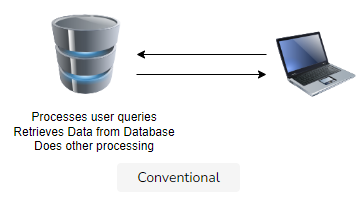 Processes user queries
Retrieves Data from Database
Does other processing
Conventional